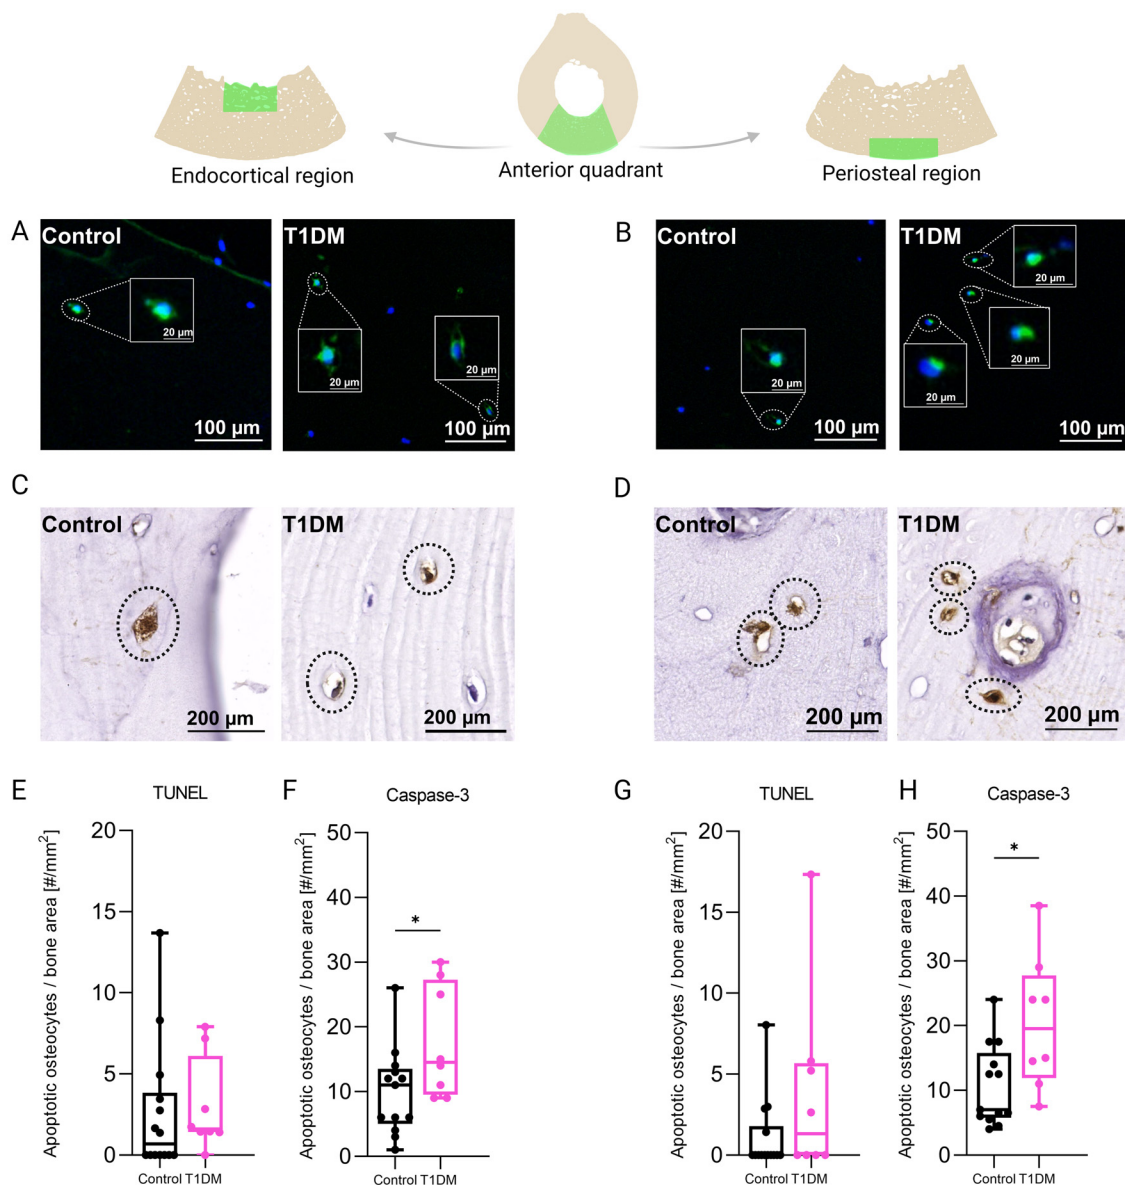 Endocortical region
Anterior quadrant
Periosteal region
A
Control
20 µm
100 µm
T1DM
20 µm
20 µm
100 µm
B
Control
20 µm
100 µm
T1DM
20 µm
20 µm
20 µm
100 µm
C
Control
200 µm
T1DM
200 µm
D
Control
200 µm
T1DM
200 µm
E
TUNEL
Apoptotic osteocytes / bone area [#/mm²]
20
15
10
5
0
Control T1DM
F
Caspase-3
Apoptotic osteocytes / bone area [#/mm²]
50
40
30
20
10
0
*
Control T1DM
G
TUNEL
Apoptotic osteocytes / bone area [#/mm²]
20
15
10
5
0
Control T1DM
H
Caspase-3
Apoptotic osteocytes / bone area [#/mm²]
50
40
30
20
10
0
*
Control T1DM